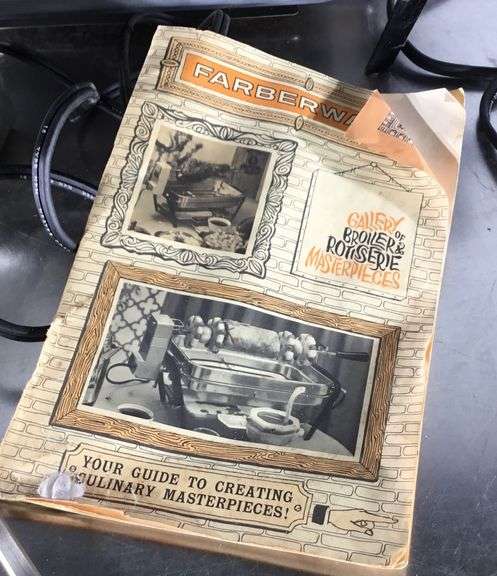 FARBERWA
GALLERY
OF
BROILER &
ROTISSERIE
MASTERPIECES
YOUR GUIDE TO CREATING
CULINARY MASTERPIECES!